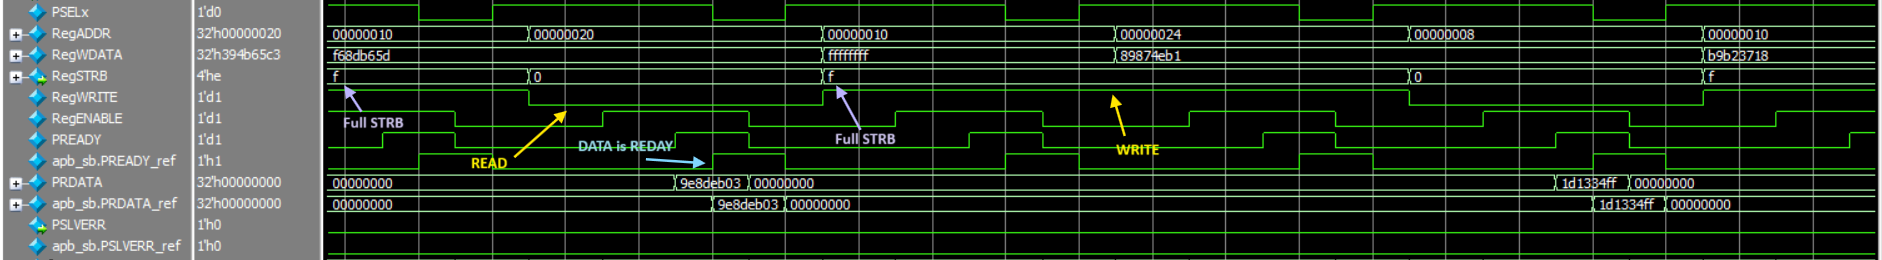 PSELx 1'd0
RegADDR 32'h00000020 00000010 00000020 00000010 00000024 00000008 00000010
RegWDATA 32'h394b65c3 f68db65d ffffffff 89874eb1 b9b23718
RegSTRB 4'he f 0 f 0 f
RegWRITE 1'd1
RegENABLE 1'd1 Full STRB
PREADY 1'd1 DATA is REDAY Full STRB
apb_sb.PREADY_ref 1'h1 READ WRITE
PRDATA 32'h00000000 00000000 9e8deb03 00000000 1d1334ff 00000000
apb_sb.PRDATA_ref 32'h00000000 00000000 9e8deb03 00000000 1d1334ff 00000000
PSLVERR 1'h0
apb_sb.PSLVERR_ref 1'h0